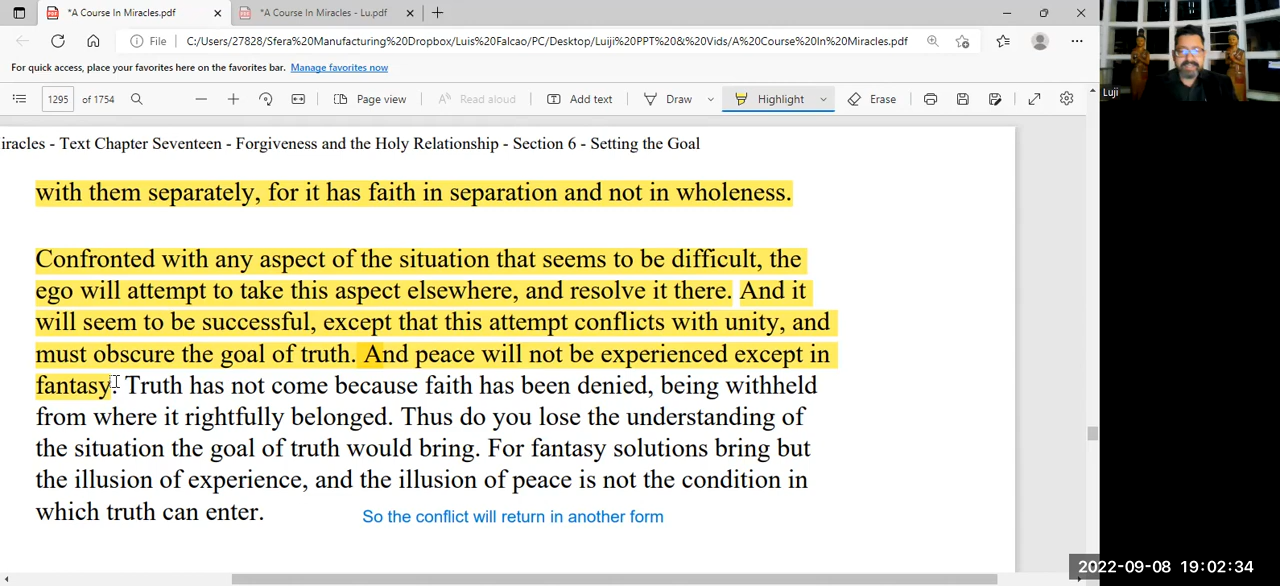 *A Course In Miracles.pdf
*A Course In Miracles - Lu.pdf
File C:/Users/27828/Sfera%20Manufacturing%20Dropbox/Luis%20Falcao/PC/Desktop/Luiji%20PPT%20&%20Vids/A%20Course%20In%20Miracles.pdf
For quick access, place your favorites here on the favorites bar. Manage favorites now
1295 of 1754 Page view Read aloud Add text Draw Highlight Erase
Luji
iracles - Text Chapter Seventeen - Forgiveness and the Holy Relationship - Section 6 - Setting the Goal
with them separately, for it has faith in separation and not in wholeness.
Confronted with any aspect of the situation that seems to be difficult, the
ego will attempt to take this aspect elsewhere, and resolve it there. And it
will seem to be successful, except that this attempt conflicts with unity, and
must obscure the goal of truth. And peace will not be experienced except in
fantasy. Truth has not come because faith has been denied, being withheld
from where it rightfully belonged. Thus do you lose the understanding of
the situation the goal of truth would bring. For fantasy solutions bring but
the illusion of experience, and the illusion of peace is not the condition in
which truth can enter.
So the conflict will return in another form
2022-09-08 19:02:34